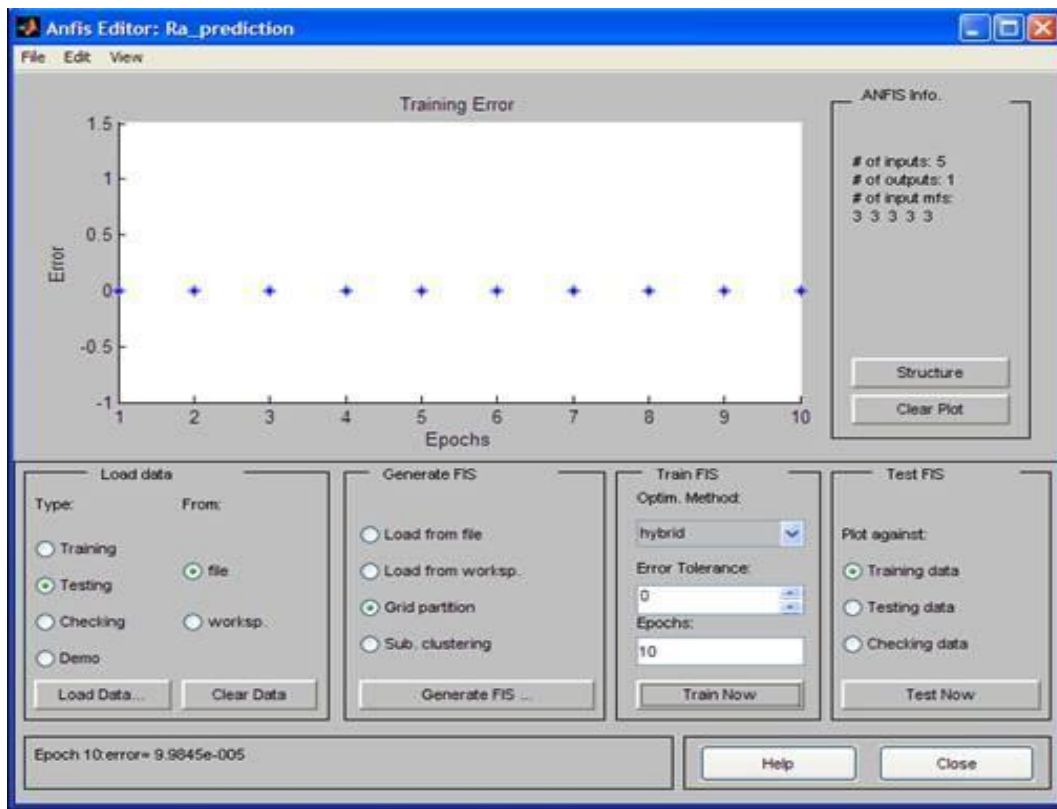 Anfis Editor: Ra_prediction
File Edit View
Training Error
1.5
1
0.5
0
-0.5
-1
Error
1 2 3 4 5 6 7 8 9 10
Epochs
ANFIS Info.
# of inputs: 5
# of outputs: 1
# of input mfs:
3 3 3 3 3
Structure
Clear Plot
Load data
Type:
From:
Training
Testing
Checking
Demo
file
worksp.
Load Data...
Clear Data
Generate FIS
Load from file
Load from worksp.
Grid partition
Sub. clustering
Generate FIS ...
Train FIS
Optim. Method:
hybrid
Error Tolerance:
0
Epochs:
10
Train Now
Test FIS
Plot against:
Training data
Testing data
Checking data
Test Now
Epoch 10:error= 9.9845e-005
Help
Close